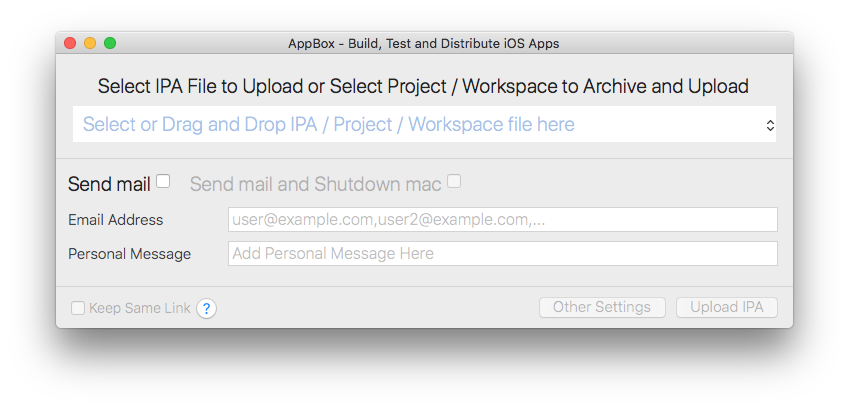 AppBox - Build, Test and Distribute iOS Apps
Select IPA File to Upload or Select Project / Workspace to Archive and Upload
Select or Drag and Drop IPA / Project / Workspace file here
Send mail Send mail and Shutdown mac
Email Address user@example.com,user2@example.com,...
Personal Message Add Personal Message Here
Keep Same Link ? Other Settings Upload IPA